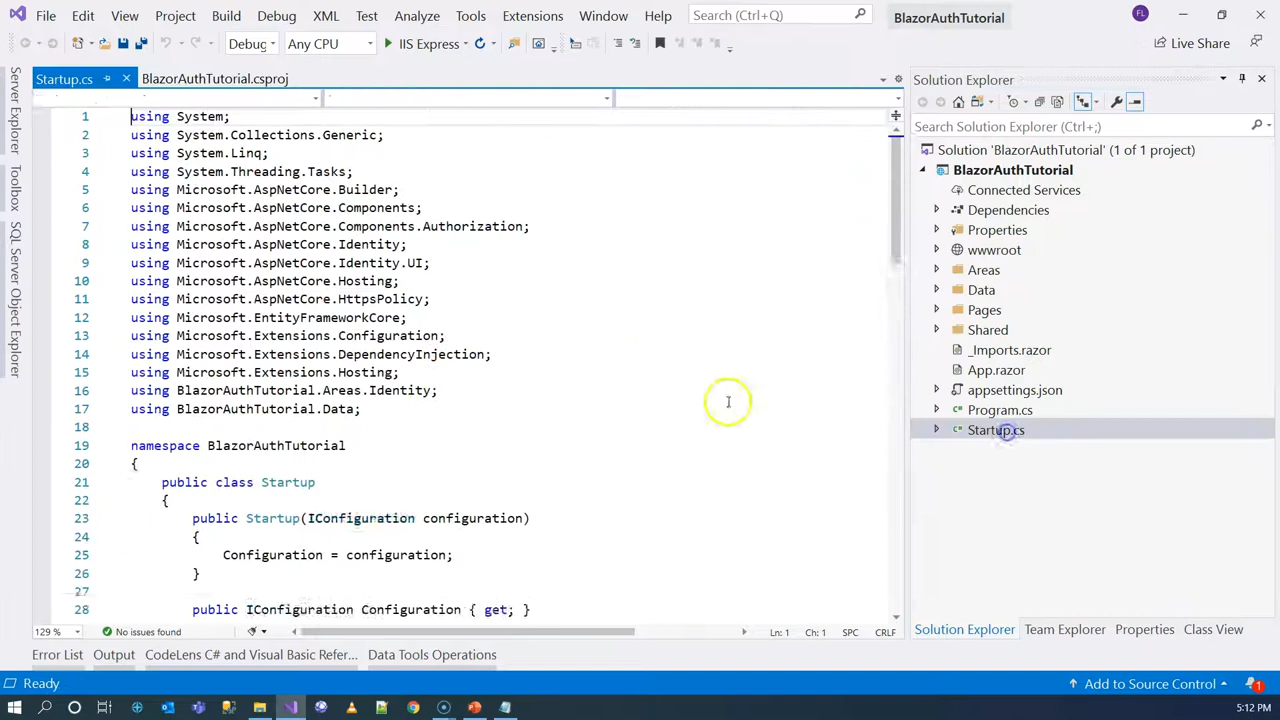 File Edit View Project Build Debug XML Test Analyze Tools Extensions Window Help Search (Ctrl+Q) BlazorAuthTutorial FL
Debug Any CPU IIS Express Live Share
Startup.cs BlazorAuthTutorial.csproj
Server Explorer
Toolbox
SQL Server Object Explorer
1 using System;
2 using System.Collections.Generic;
3 using System.Linq;
4 using System.Threading.Tasks;
5 using Microsoft.AspNetCore.Builder;
6 using Microsoft.AspNetCore.Components;
7 using Microsoft.AspNetCore.Components.Authorization;
8 using Microsoft.AspNetCore.Identity;
9 using Microsoft.AspNetCore.Identity.UI;
10 using Microsoft.AspNetCore.Hosting;
11 using Microsoft.AspNetCore.HttpsPolicy;
12 using Microsoft.EntityFrameworkCore;
13 using Microsoft.Extensions.Configuration;
14 using Microsoft.Extensions.DependencyInjection;
15 using Microsoft.Extensions.Hosting;
16 using BlazorAuthTutorial.Areas.Identity;
17 using BlazorAuthTutorial.Data;
18
19 namespace BlazorAuthTutorial
20 {
21 public class Startup
22 {
23 public Startup(IConfiguration configuration)
24 {
25 Configuration = configuration;
26 }
27
28 public IConfiguration Configuration { get; }
129 % No issues found Ln: 1 Ch: 1 SPC CRLF
Solution Explorer
Search Solution Explorer (Ctrl+;)
Solution 'BlazorAuthTutorial' (1 of 1 project)
BlazorAuthTutorial
Connected Services
Dependencies
Properties
wwwroot
Areas
Data
Pages
Shared
_Imports.razor
App.razor
appsettings.json
Program.cs
Startup.cs
Solution Explorer Team Explorer Properties Class View
Error List Output CodeLens C# and Visual Basic Refer... Data Tools Operations
Ready Add to Source Control 1
5:12 PM